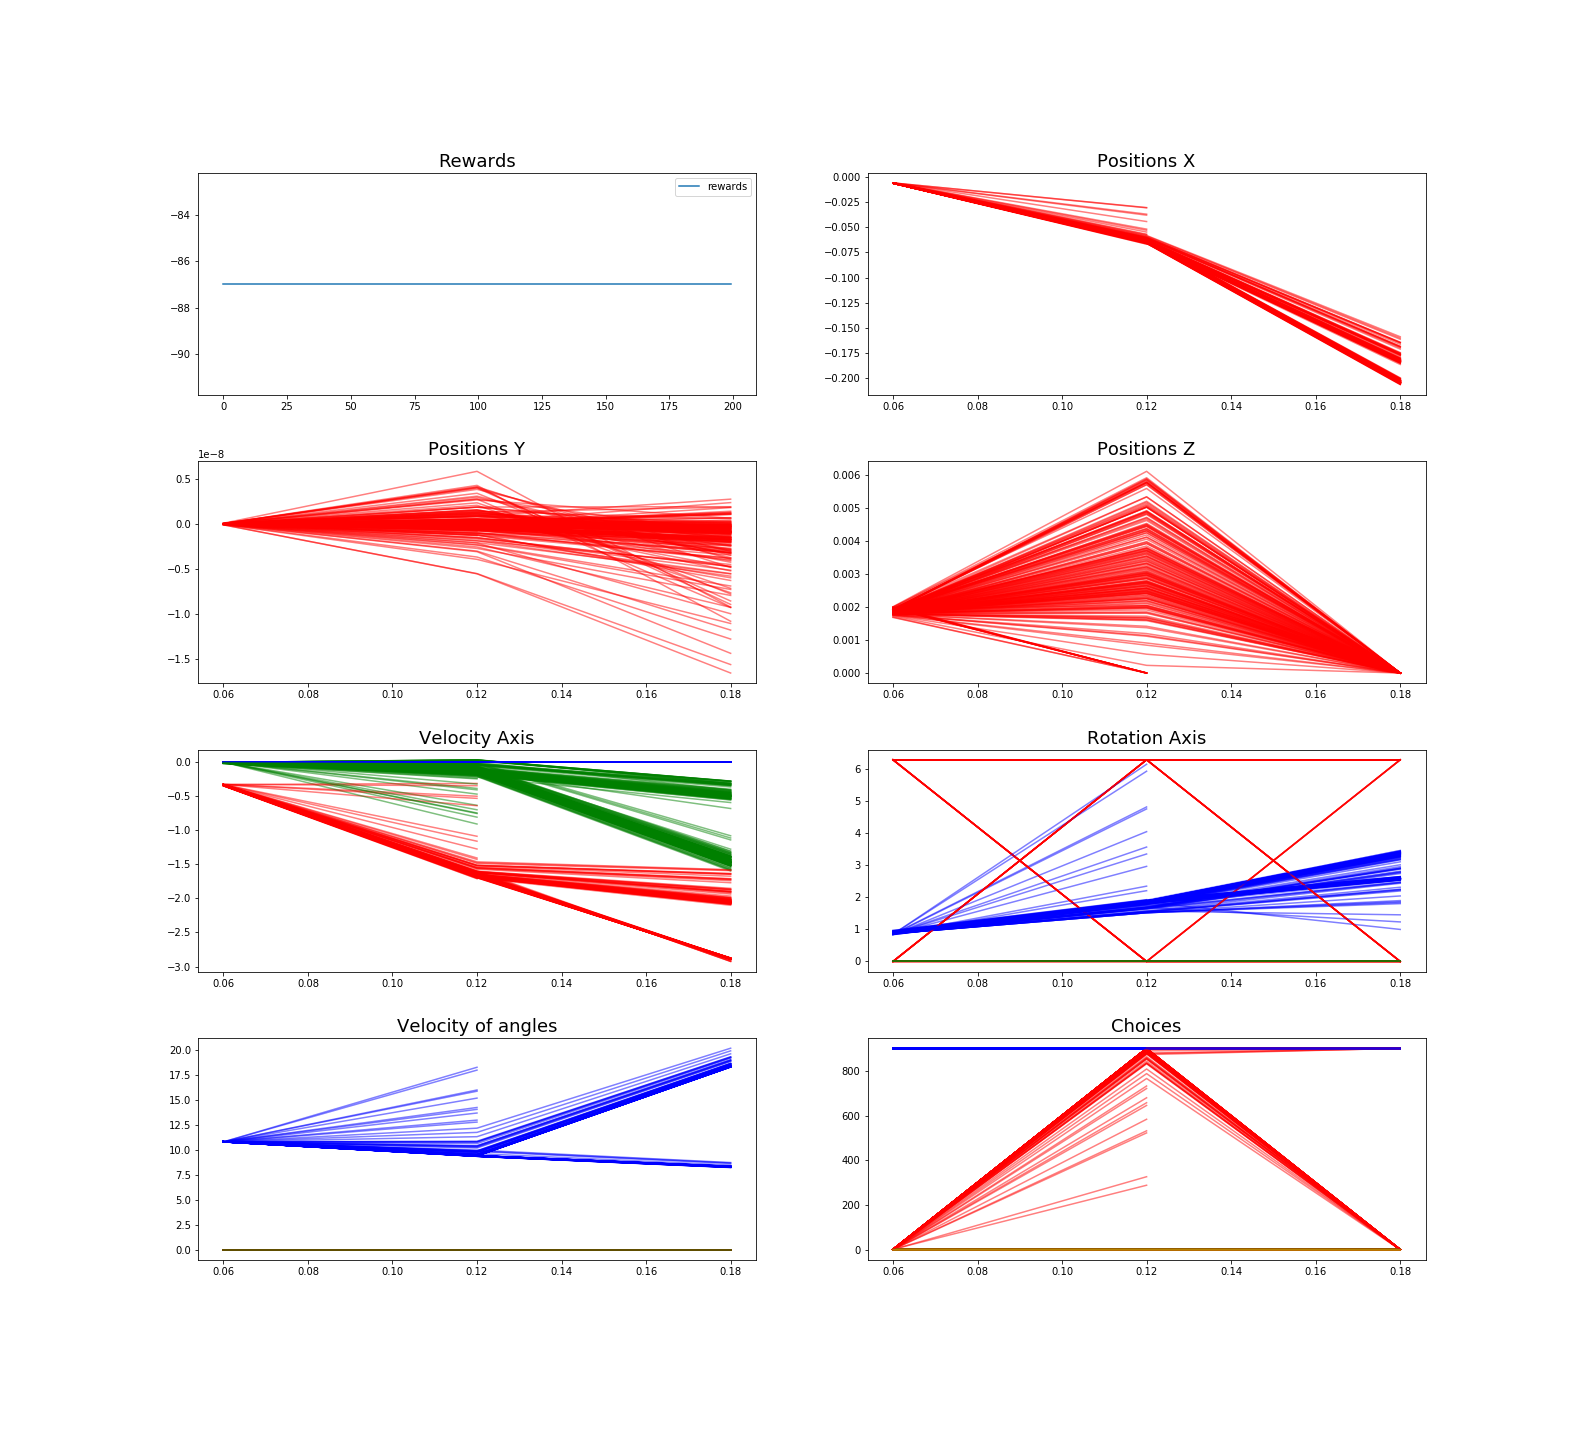 Rewards
rewards
−84
−86
−88
−90
0 25 50 75 100 125 150 175 200
Positions X
0.000
−0.025
−0.050
−0.075
−0.100
−0.125
−0.150
−0.175
−0.200
0.06 0.08 0.10 0.12 0.14 0.16 0.18
Positions Y
1e−8
0.5
0.0
−0.5
−1.0
−1.5
0.06 0.08 0.10 0.12 0.14 0.16 0.18
Positions Z
0.006
0.005
0.004
0.003
0.002
0.001
0.000
0.06 0.08 0.10 0.12 0.14 0.16 0.18
Velocity Axis
0.0
−0.5
−1.0
−1.5
−2.0
−2.5
−3.0
0.06 0.08 0.10 0.12 0.14 0.16 0.18
Rotation Axis
6
5
4
3
2
1
0
0.06 0.08 0.10 0.12 0.14 0.16 0.18
Velocity of angles
20.0
17.5
15.0
12.5
10.0
7.5
5.0
2.5
0.0
0.06 0.08 0.10 0.12 0.14 0.16 0.18
Choices
800
600
400
200
0
0.06 0.08 0.10 0.12 0.14 0.16 0.18